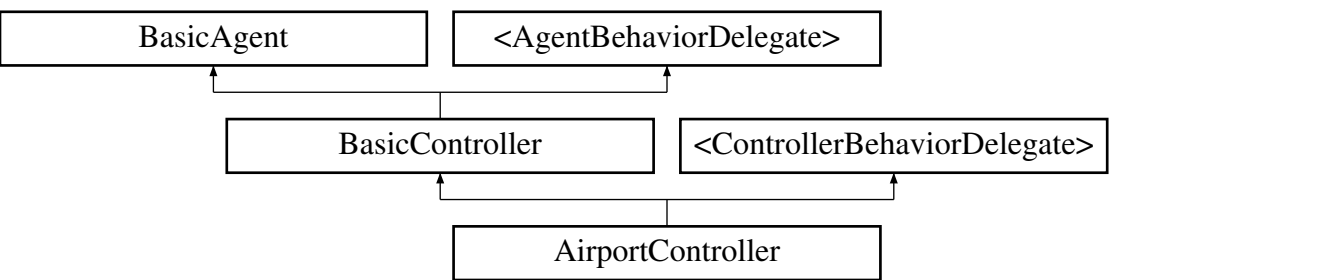 BasicAgent
<AgentBehaviorDelegate>
BasicController
<ControllerBehaviorDelegate>
AirportController